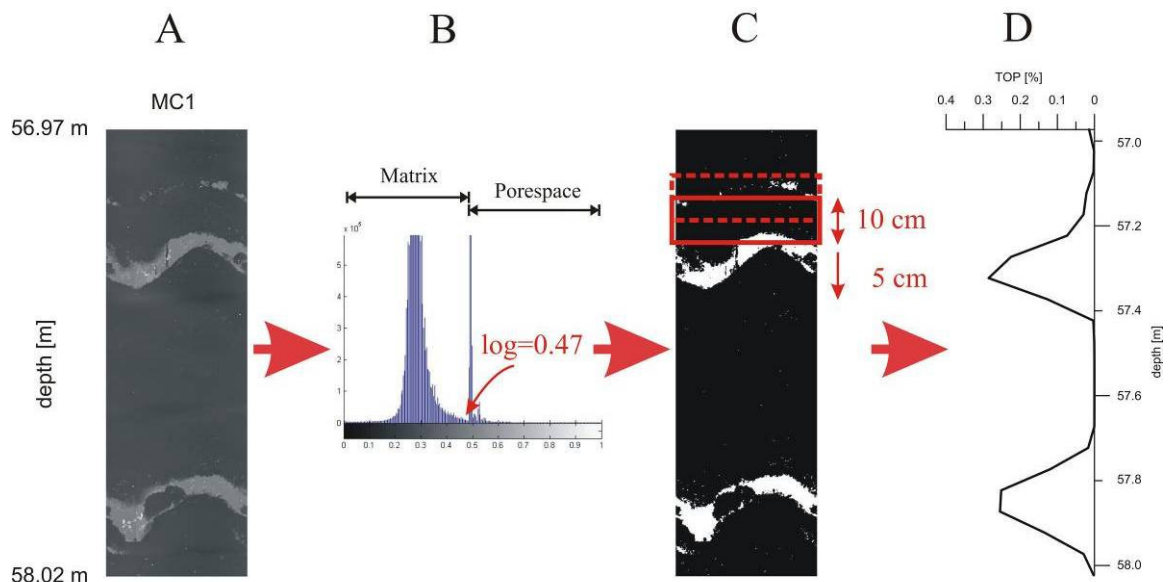 A
B
C
D
MC1
56.97 m
depth [m]
58.02 m
Matrix
Porespace
x 10⁵
5
4
3
2
1
0
0 0.1 0.2 0.3 0.4 0.5 0.6 0.7 0.8 0.9 1
log=0.47
10 cm
5 cm
TOP [%]
0.4 0.3 0.2 0.1 0
57.0
57.2
57.4
57.6
57.8
58.0
depth [m]